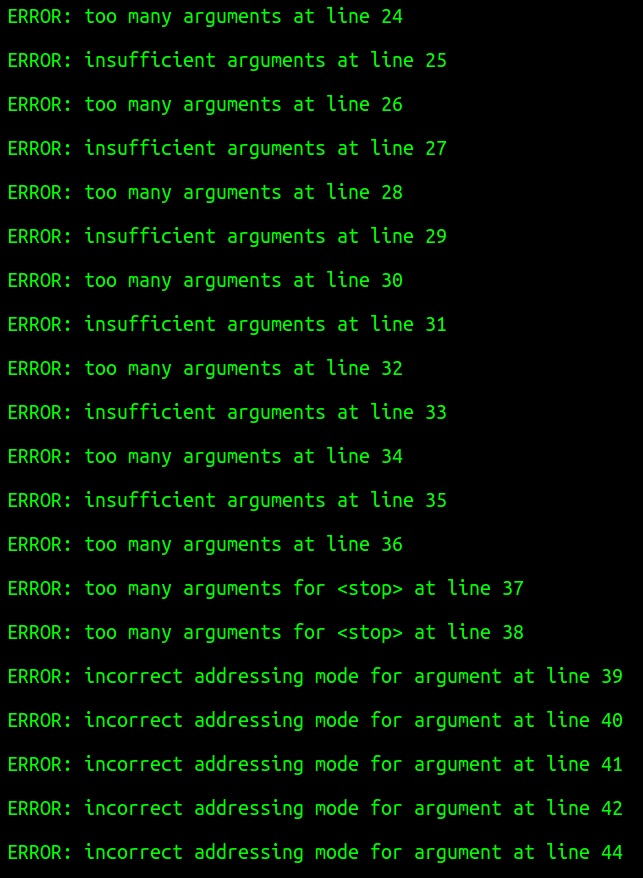 ERROR: too many arguments at line 24
ERROR: insufficient arguments at line 25
ERROR: too many arguments at line 26
ERROR: insufficient arguments at line 27
ERROR: too many arguments at line 28
ERROR: insufficient arguments at line 29
ERROR: too many arguments at line 30
ERROR: insufficient arguments at line 31
ERROR: too many arguments at line 32
ERROR: insufficient arguments at line 33
ERROR: too many arguments at line 34
ERROR: insufficient arguments at line 35
ERROR: too many arguments at line 36
ERROR: too many arguments for <stop> at line 37
ERROR: too many arguments for <stop> at line 38
ERROR: incorrect addressing mode for argument at line 39
ERROR: incorrect addressing mode for argument at line 40
ERROR: incorrect addressing mode for argument at line 41
ERROR: incorrect addressing mode for argument at line 42
ERROR: incorrect addressing mode for argument at line 44